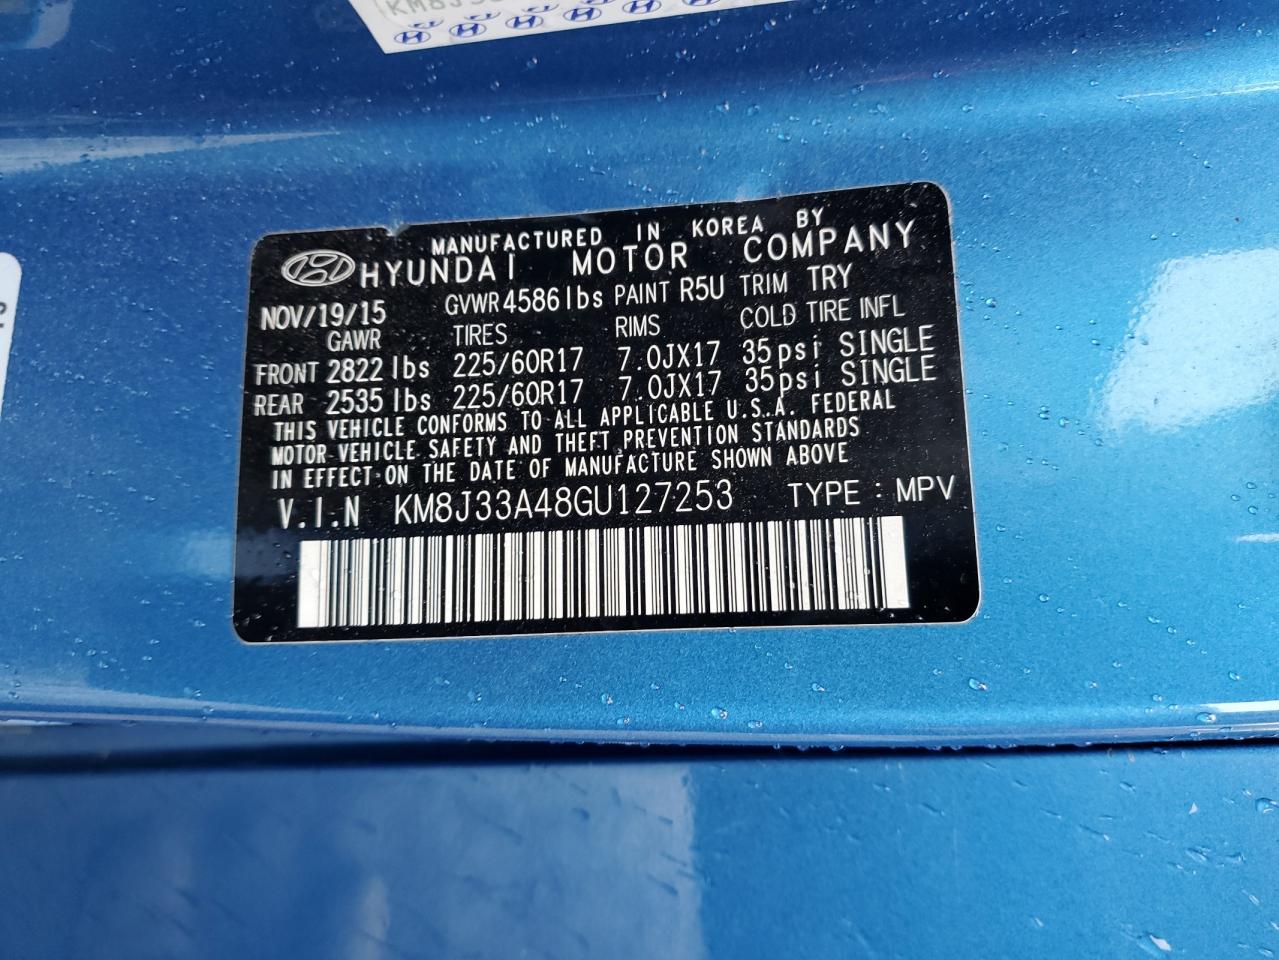 MANUFACTURED IN KOREA BY
HYUNDAI MOTOR COMPANY
NOV/19/15 GVWR 4586lbs PAINT R5U TRIM TRY
GAWR TIRES RIMS COLD TIRE INFL
FRONT 2822 lbs 225/60R17 7.0JX17 35psi SINGLE
REAR 2535 lbs 225/60R17 7.0JX17 35psi SINGLE
THIS VEHICLE CONFORMS TO ALL APPLICABLE U.S.A. FEDERAL
MOTOR VEHICLE SAFETY AND THEFT PREVENTION STANDARDS
IN EFFECT ON THE DATE OF MANUFACTURE SHOWN ABOVE
V.I.N KM8J33A48GU127253 TYPE : MPV